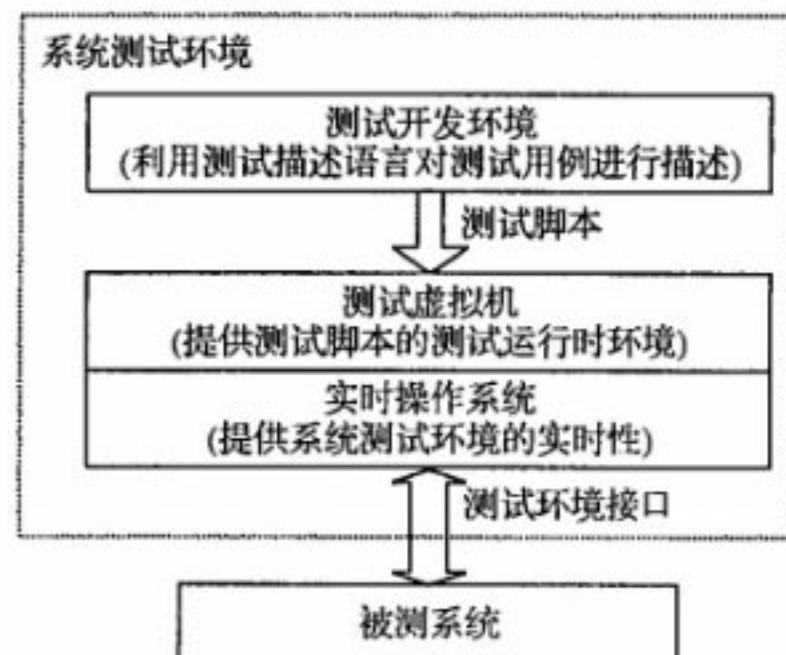 系统测试环境
测试开发环境
(利用测试描述语言对测试用例进行描述)
测试脚本
测试虚拟机
(提供测试脚本的测试运行时环境)
实时操作系统
(提供系统测试环境的实时性)
测试环境接口
被测系统